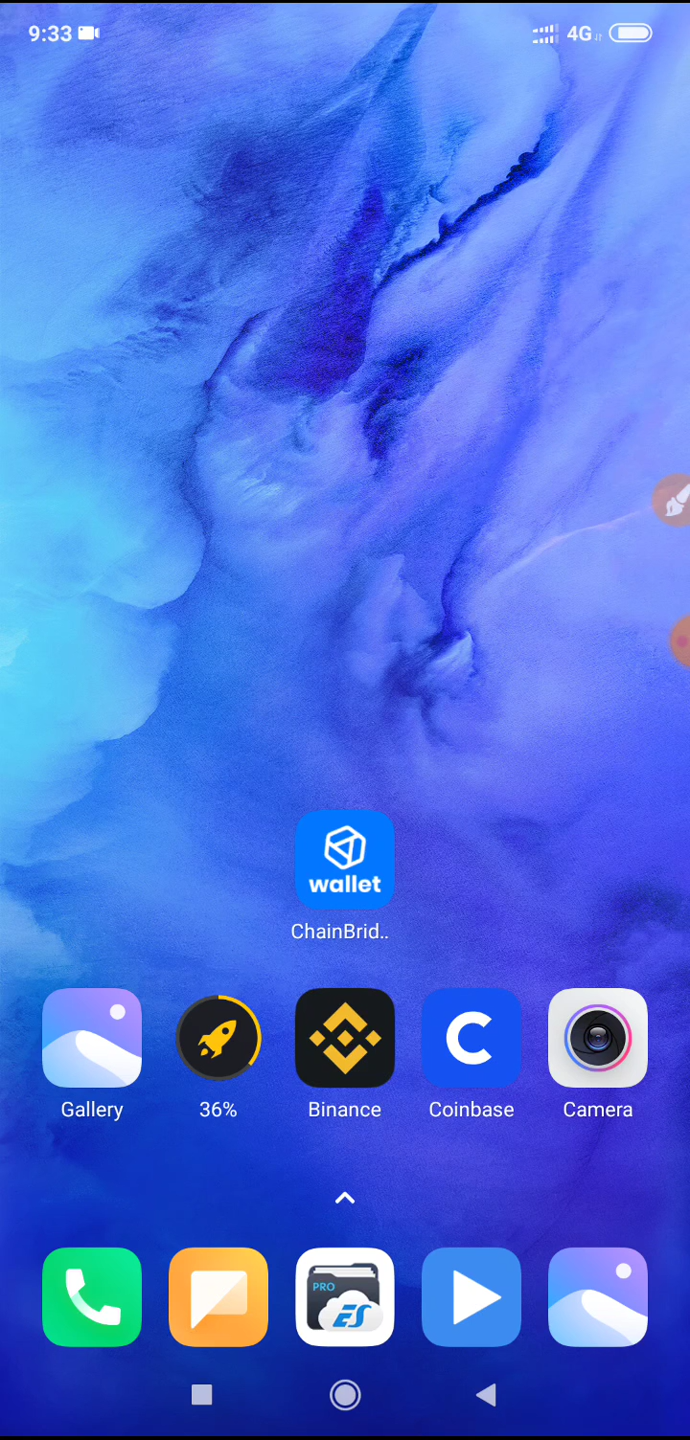 9:33
4G
wallet
ChainBrid..
Gallery
36%
Binance
Coinbase
Camera
PRO
ES